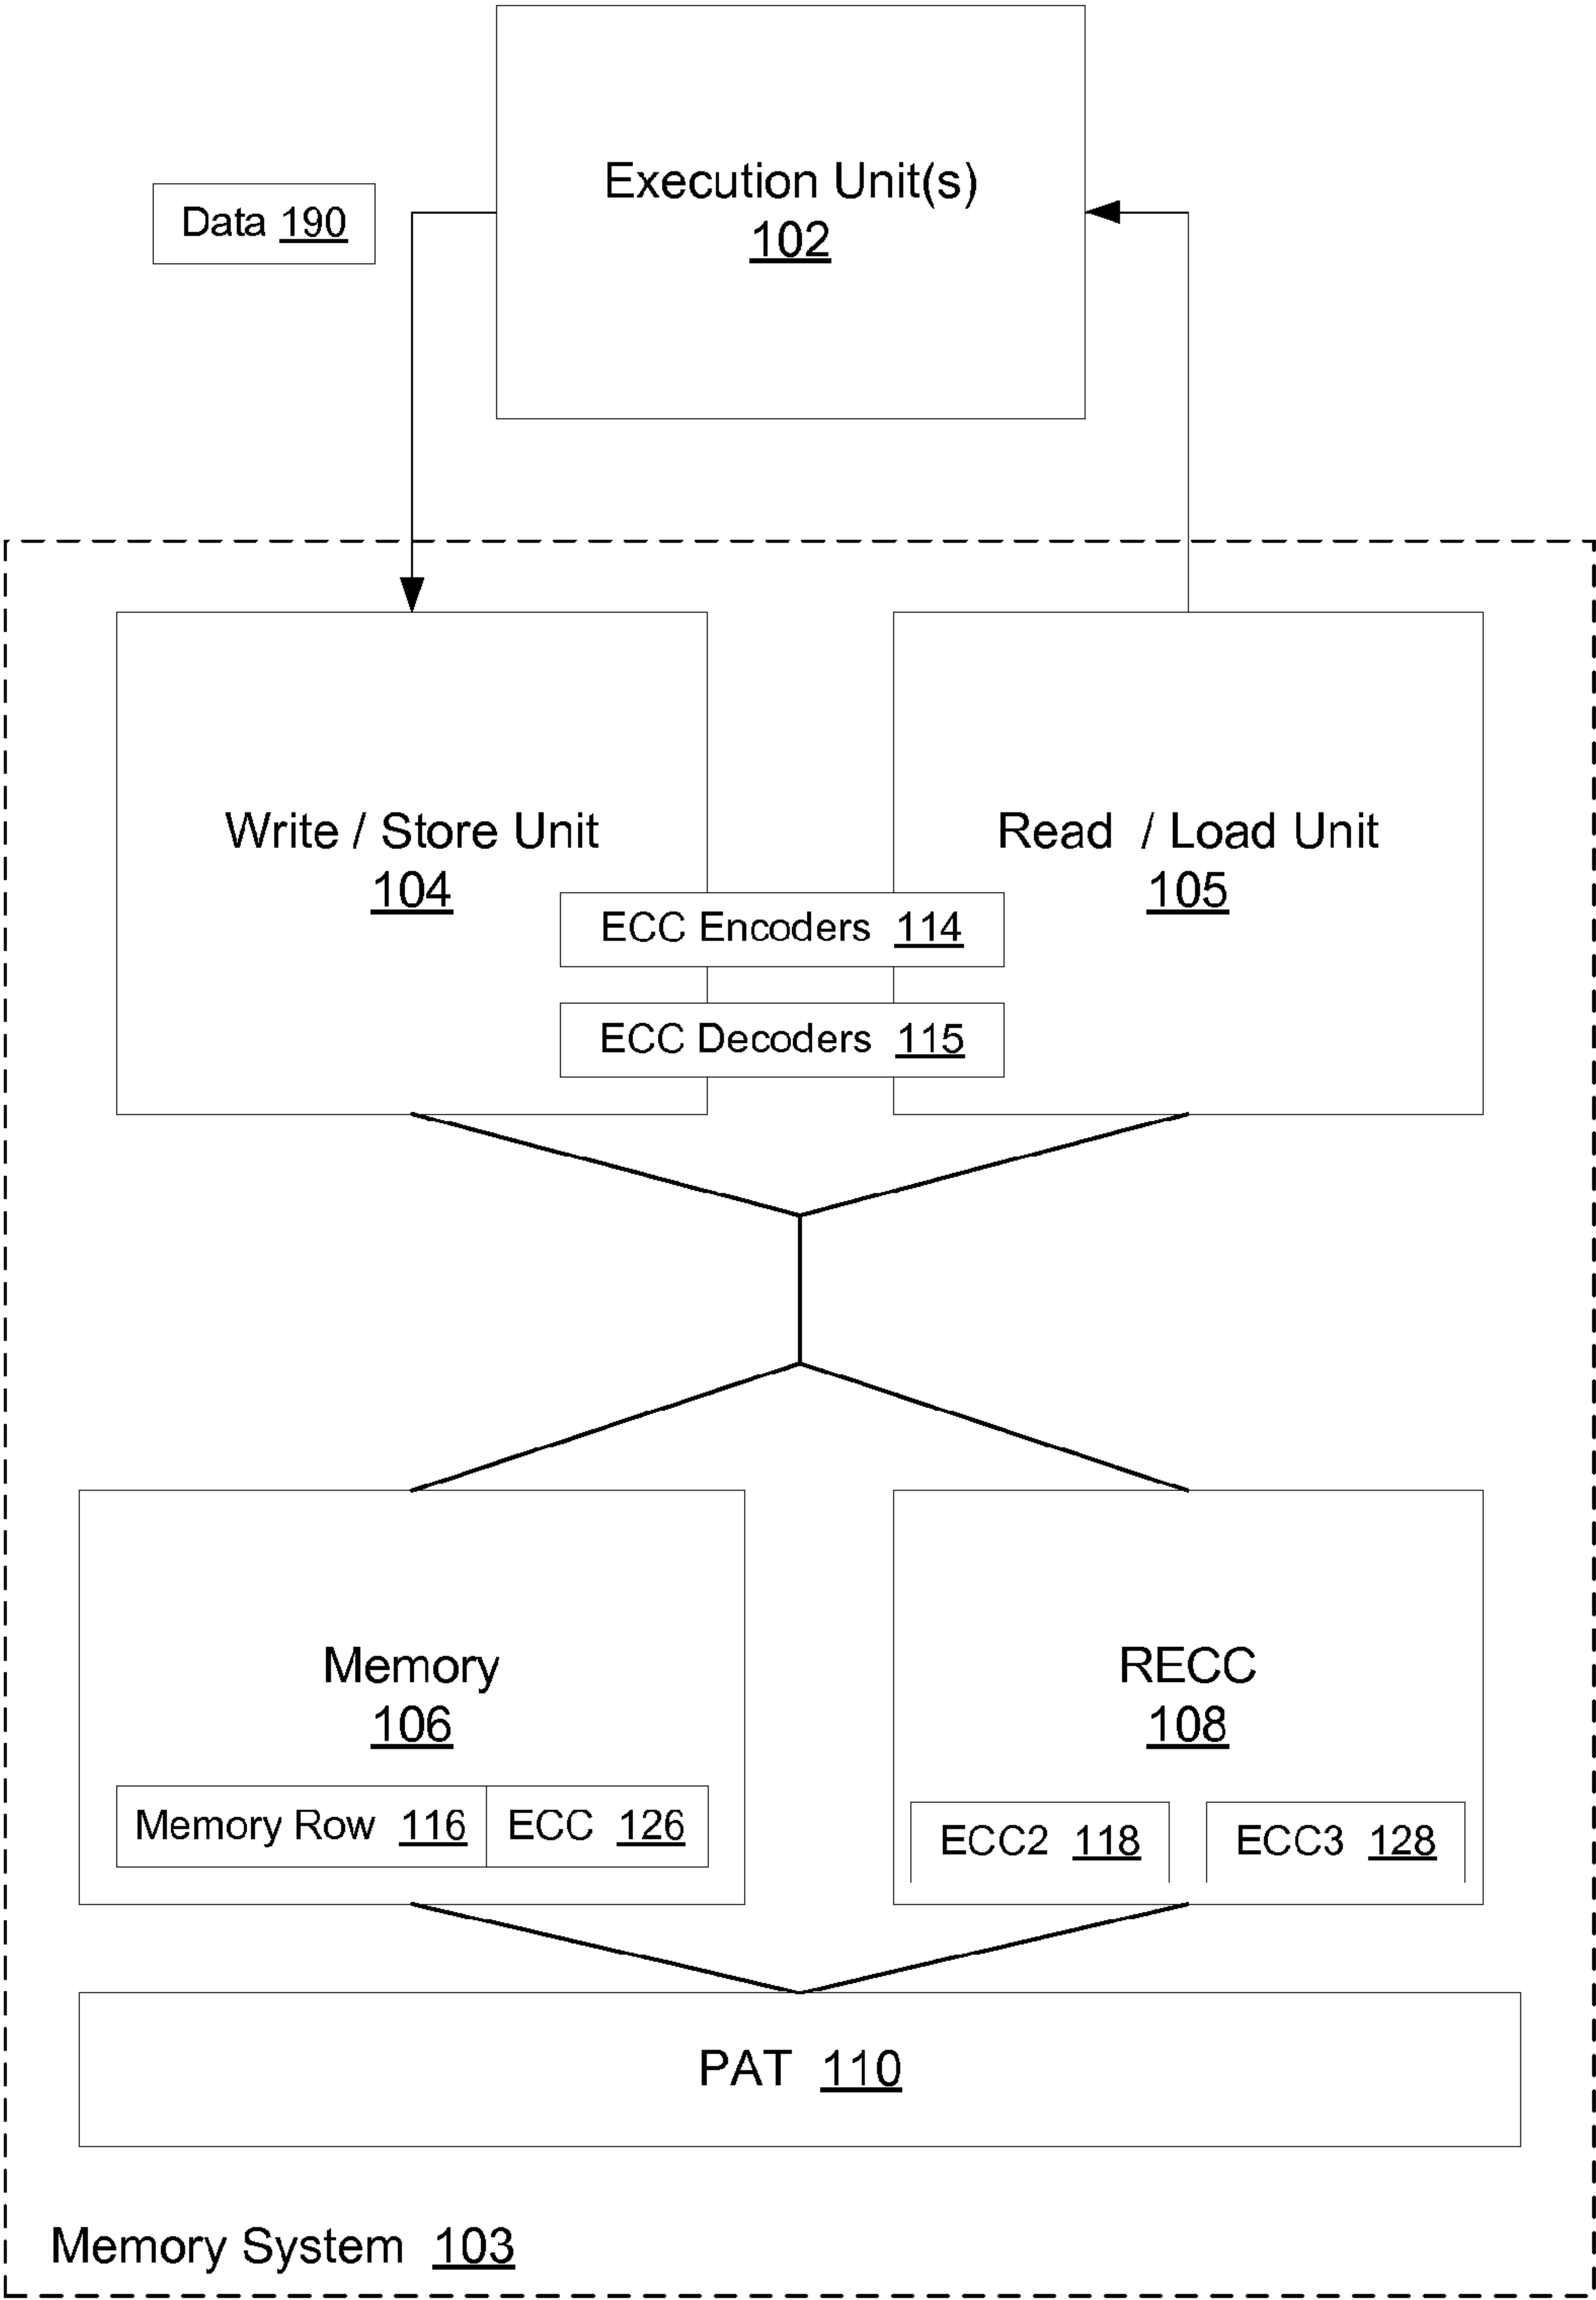 Execution Unit(s)
102
Data 190
Write / Store Unit
104
Read / Load Unit
105
ECC Encoders 114
ECC Decoders 115
Memory
106
Memory Row 116 ECC 126
RECC
108
ECC2 118 ECC3 128
PAT 110
Memory System 103